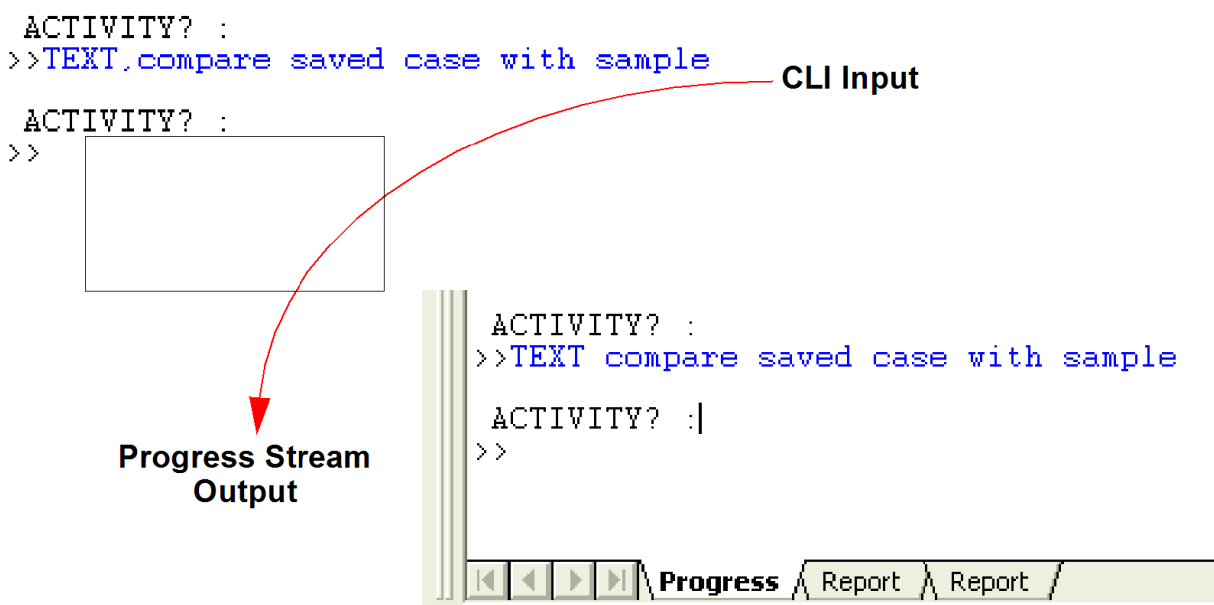 ACTIVITY? :
>>TEXT,compare saved case with sample
CLI Input
ACTIVITY? :
>>
ACTIVITY? :
>>TEXT compare saved case with sample
ACTIVITY? :
>>
Progress Stream
Output
Progress Report Report